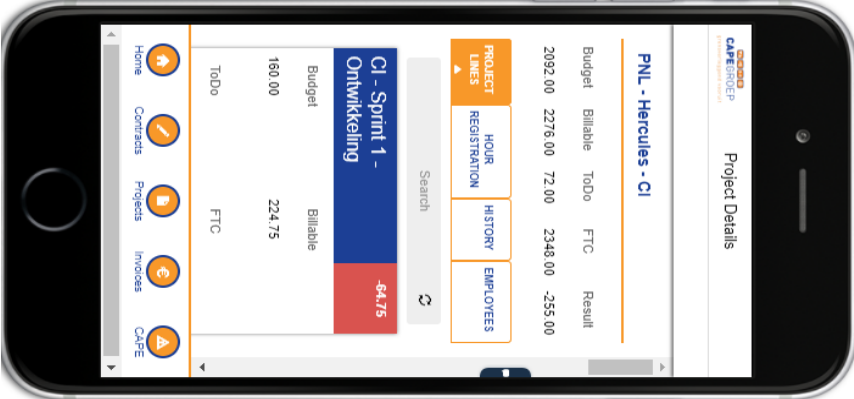 CAPEGROEP
Project Details
PNL - Hercules - CI
Budget Billable ToDo FTC Result
2092.00 2276.00 72.00 2348.00 -255.00
PROJECT LINES
HOUR REGISTRATION
HISTORY
EMPLOYEES
Search
CI - Sprint 1 -
Ontwikkeling
-64.75
Budget Billable
160.00 224.75
ToDo FTC
Home Contracts Projects Invoices CAPE